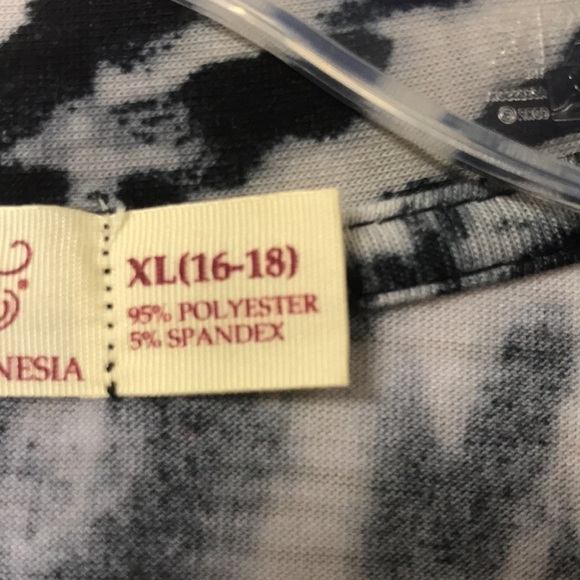 XL(16-18)
95% POLYESTER
5% SPANDEX
NESIA